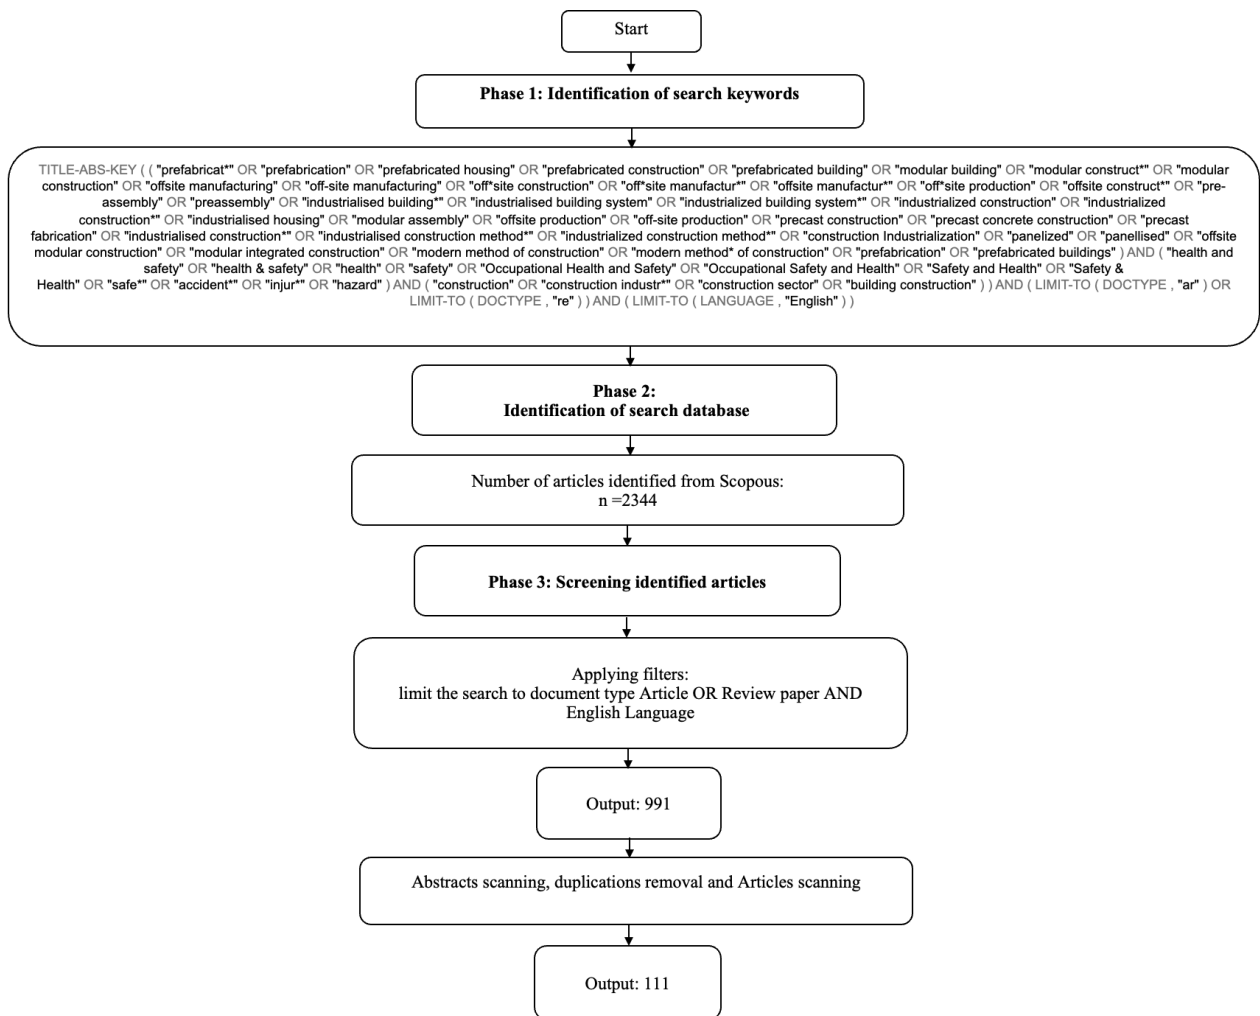 Start
Phase 1: Identification of search keywords
TITLE-ABS-KEY ( ( "prefabricat*" OR "prefabrication" OR "prefabricated housing" OR "prefabricated construction" OR "prefabricated building" OR "modular building" OR "modular construct*" OR "modular
construction" OR "offsite manufacturing" OR "off-site manufacturing" OR "off*site construction" OR "off*site manufactur*" OR "offsite manufactur*" OR "off*site production" OR "offsite construct*" OR "pre-
assembly" OR "preassembly" OR "industrialised building*" OR "industrialised building system" OR "industrialized building system*" OR "industrialized construction" OR "industrialized
construction*" OR "industrialised housing" OR "modular assembly" OR "offsite production" OR "off-site production" OR "precast construction" OR "precast concrete construction" OR "precast
fabrication" OR "industrialised construction*" OR "industrialised construction method*" OR "industrialized construction method*" OR "construction Industrialization" OR "panelized" OR "panellised" OR "offsite
modular construction" OR "modular integrated construction" OR "modern method of construction" OR "modern method* of construction" OR "prefabrication" OR "prefabricated buildings" ) AND ( "health and
safety" OR "health & safety" OR "health" OR "safety" OR "Occupational Health and Safety" OR "Occupational Safety and Health" OR "Safety and Health" OR "Safety &
Health" OR "safe*" OR "accident*" OR "injur*" OR "hazard" ) AND ( "construction" OR "construction industr*" OR "construction sector" OR "building construction" ) ) AND ( LIMIT-TO ( DOCTYPE , "ar" ) OR
LIMIT-TO ( DOCTYPE , "re" ) ) AND ( LIMIT-TO ( LANGUAGE , "English" ) )
Phase 2:
Identification of search database
Number of articles identified from Scopous:
n =2344
Phase 3: Screening identified articles
Applying filters:
limit the search to document type Article OR Review paper AND
English Language
Output: 991
Abstracts scanning, duplications removal and Articles scanning
Output: 111